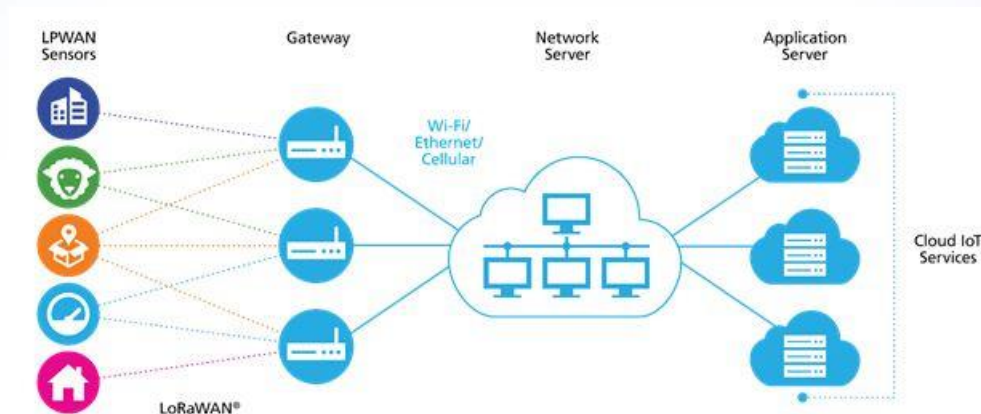 LPWAN
Sensors
Gateway
Network
Server
Application
Server
Wi-Fi/
Ethernet/
Cellular
Cloud IoT
Services
LoRaWAN®